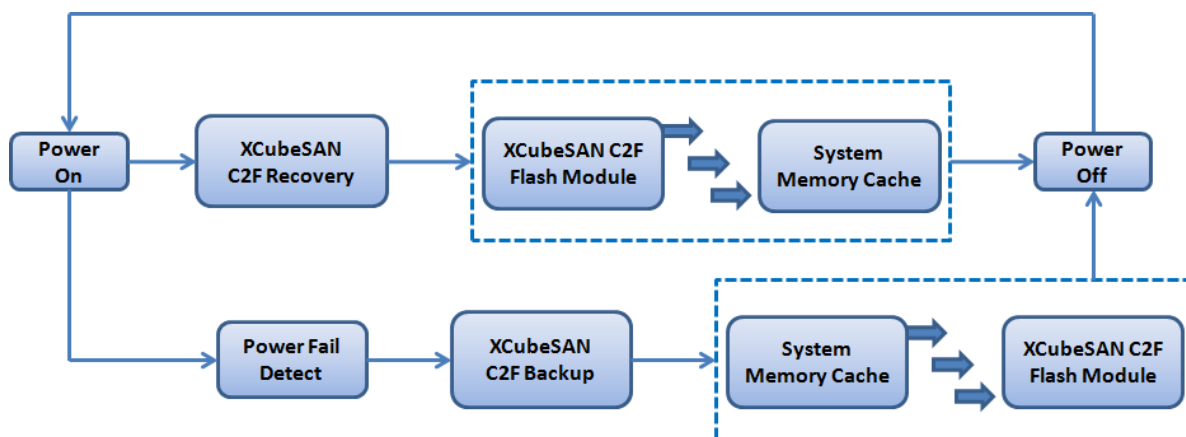 Power
On
XCubeSAN
C2F Recovery
XCubeSAN C2F
Flash Module
System
Memory Cache
Power
Off
Power Fail
Detect
XCubeSAN
C2F Backup
System
Memory Cache
XCubeSAN C2F
Flash Module